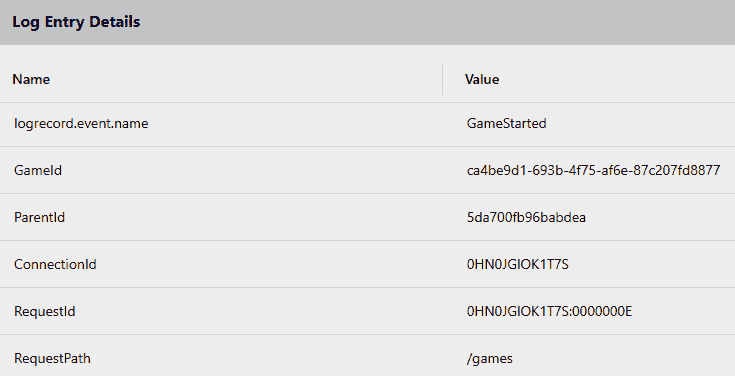 Log Entry Details
Name Value
logrecord.event.name GameStarted
GameId ca4be9d1-693b-4f75-af6e-87c207fd8877
ParentId 5da700fb96babdea
ConnectionId 0HN0JGIOK1T7S
RequestId 0HN0JGIOK1T7S:0000000E
RequestPath /games